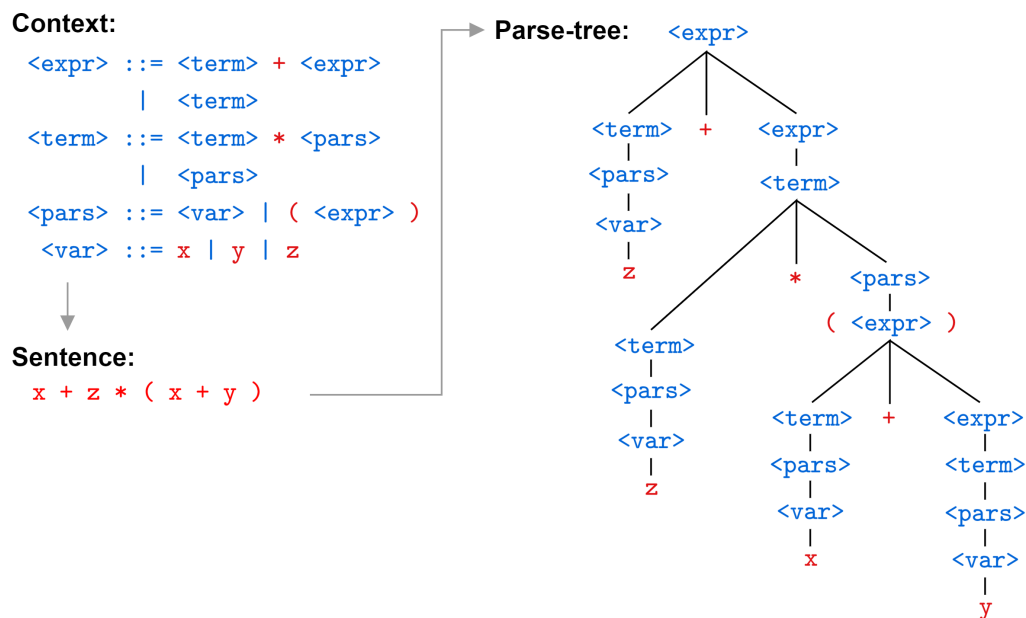 Context:
<expr> ::= <term> + <expr>
| <term>
<term> ::= <term> * <pars>
| <pars>
<pars> ::= <var> | ( <expr> )
<var> ::= x | y | z
Sentence:
x + z * ( x + y )
Parse-tree:
<expr>
<term> + <expr>
<pars>
<term>
<var>
z
* <pars>
( <expr> )
<term>
<pars>
<var>
z
<term> + <expr>
<pars> <term>
<var> <pars>
x <var>
y